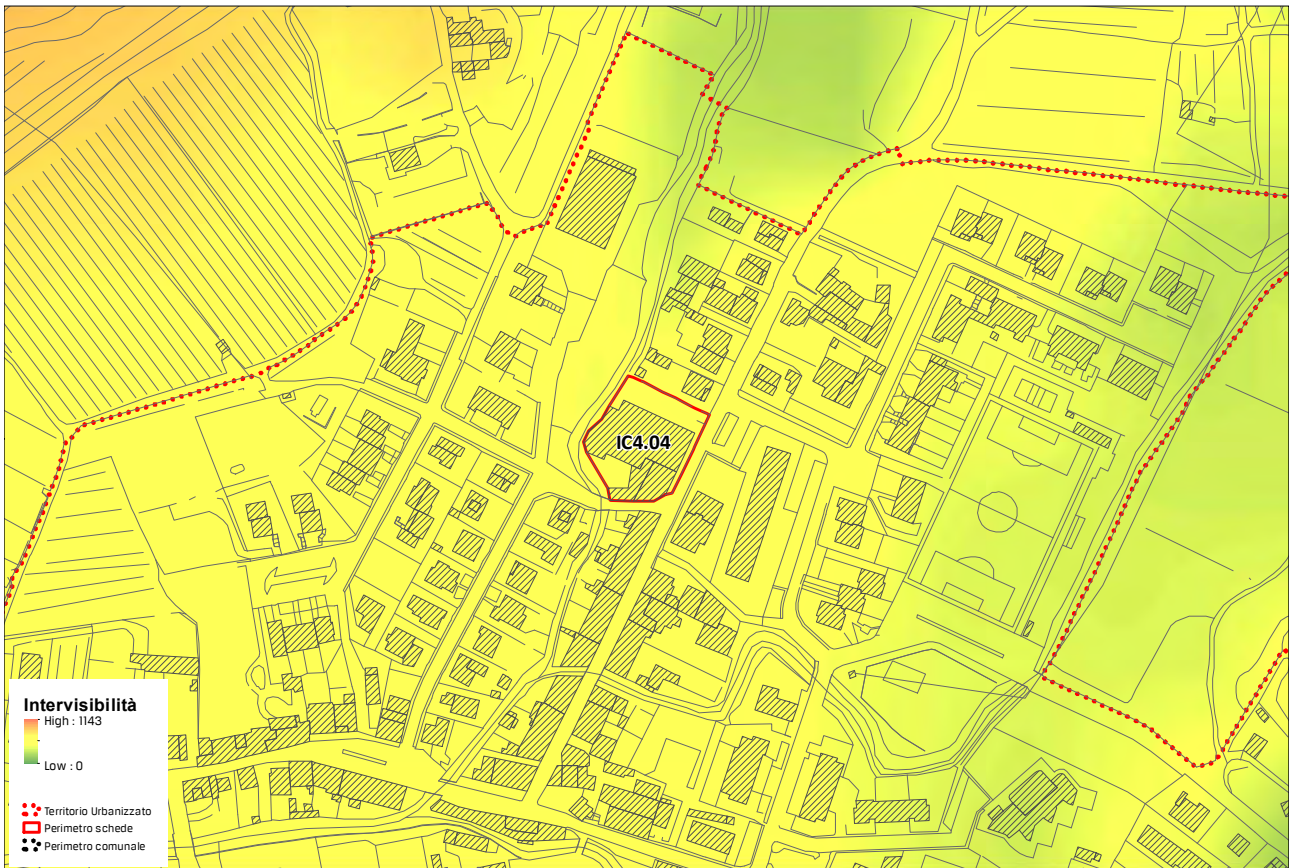 IC4.04
Intervisibilità
High : 1143
Low : 0
Territorio Urbanizzato
Perimetro schede
Perimetro comunale